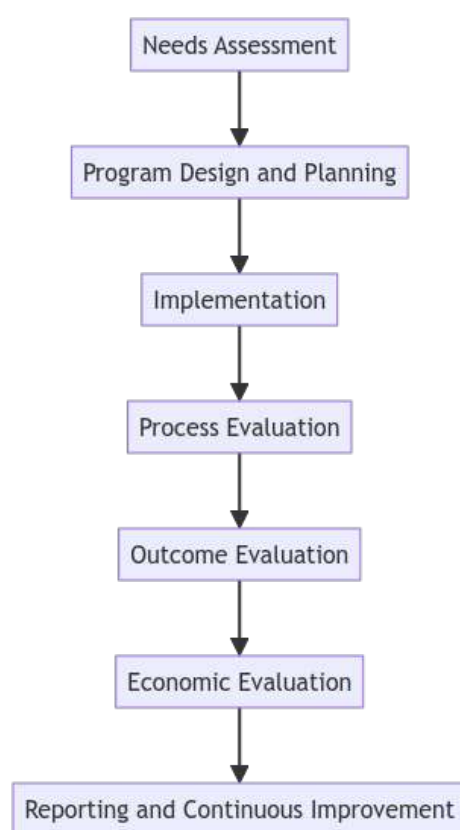 Needs Assessment
Program Design and Planning
Implementation
Process Evaluation
Outcome Evaluation
Economic Evaluation
Reporting and Continuous Improvement